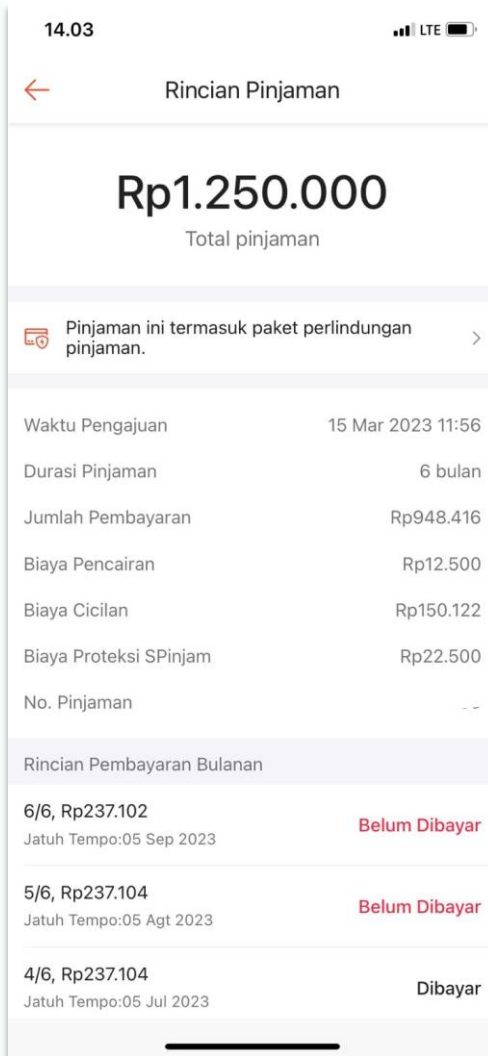 14.03
LTE
Rincian Pinjaman
Rp1.250.000
Total pinjaman
Pinjaman ini termasuk paket perlindungan
pinjaman.
Waktu Pengajuan 15 Mar 2023 11:56
Durasi Pinjaman 6 bulan
Jumlah Pembayaran Rp948.416
Biaya Pencairan Rp12.500
Biaya Cicilan Rp150.122
Biaya Proteksi SPinjam Rp22.500
No. Pinjaman
Rincian Pembayaran Bulanan
6/6, Rp237.102
Jatuh Tempo:05 Sep 2023
Belum Dibayar
5/6, Rp237.104
Jatuh Tempo:05 Agt 2023
Belum Dibayar
4/6, Rp237.104
Jatuh Tempo:05 Jul 2023
Dibayar